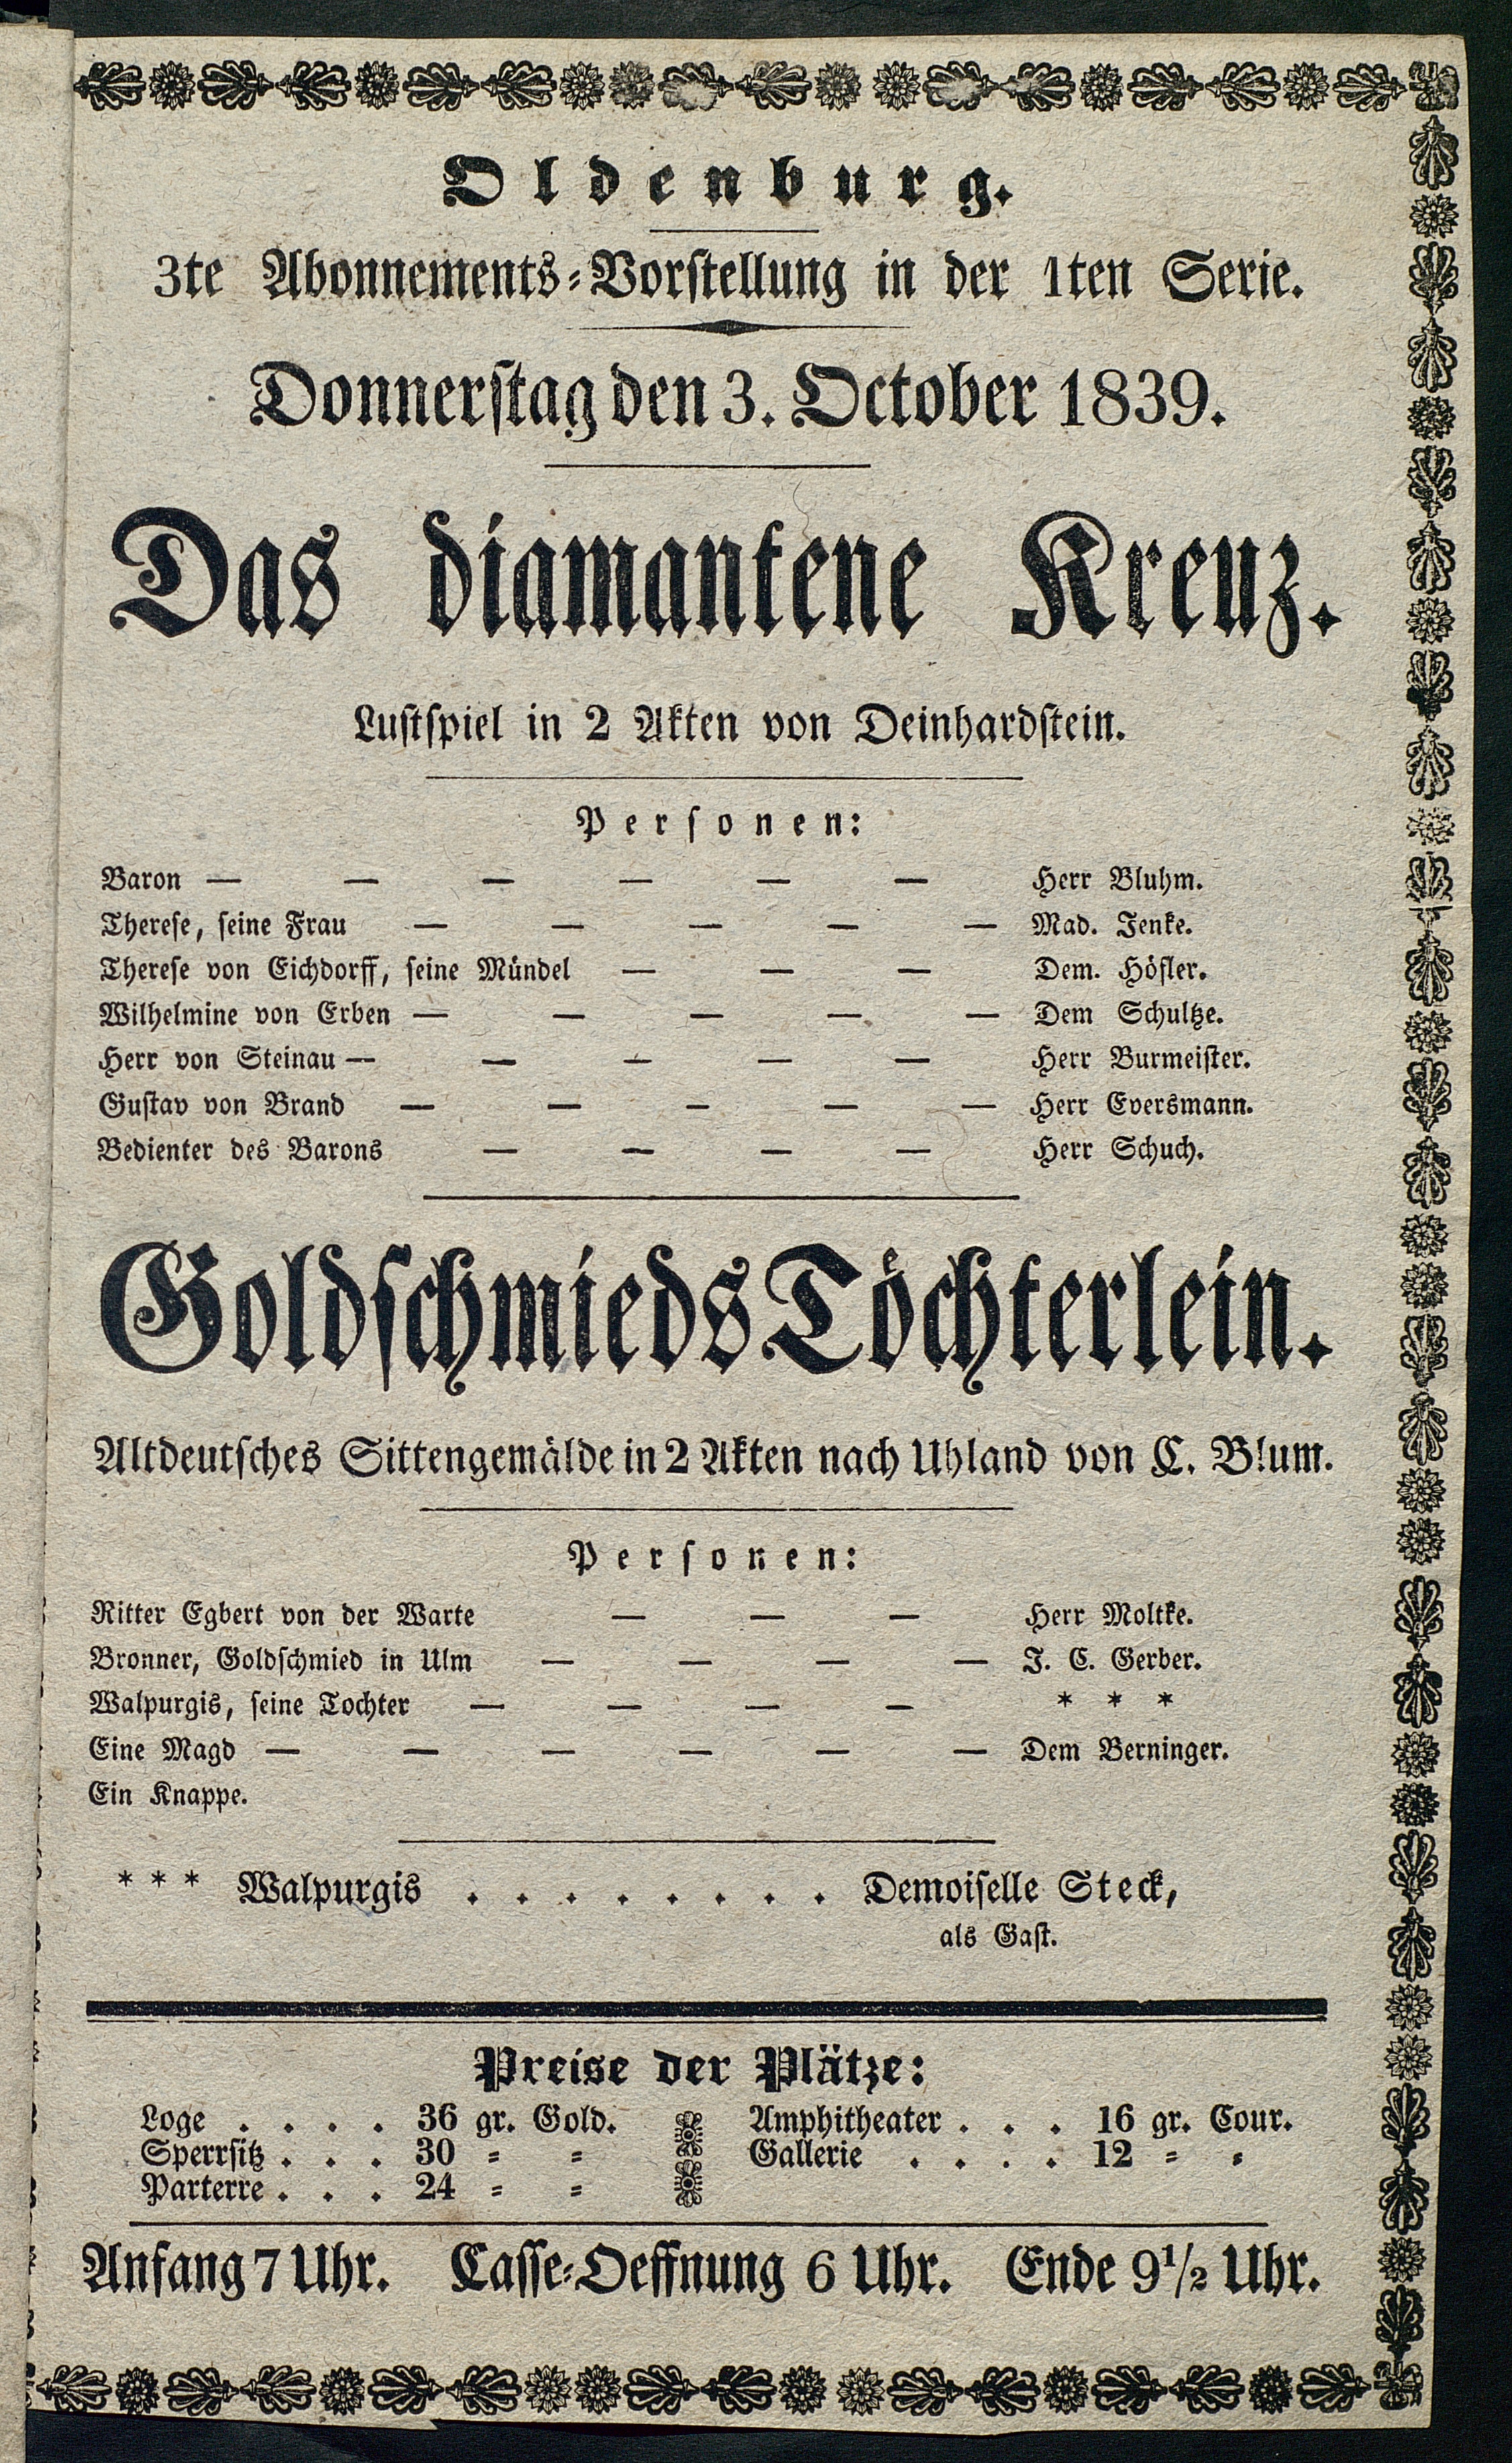 Oldenburg.
3te Abonnements-Vorstellung in der 1ten Serie.
Donnerstag den 3. October 1839.
Das diamantene Kreuz.
Lustspiel in 2 Akten von Deinhardstein.
Personen:
Baron — — — — — — Herr Bluhm.
Therese, seine Frau — — — — — Mad. Jenke.
Therese von Eichdorff, seine Mündel — — — Dem. Höfler.
Wilhelmine von Erben — — — — — Dem Schultze.
Herr von Steinau — — — — — Herr Burmeister.
Gustav von Brand — — — — — Herr Eversmann.
Bedienter des Barons — — — — Herr Schuch.
Goldschmieds Töchterlein.
Altdeutsches Sittengemälde in 2 Akten nach Uhland von C. Blum.
Personen:
Ritter Egbert von der Warte — — — Herr Moltke.
Bronner, Goldschmied in Ulm — — — — J. C. Gerber.
Walpurgis, seine Tochter — — — — * * *
Eine Magd — — — — — — Dem Berninger.
Ein Knappe.
* * * Walpurgis . . . . . . . . Demoiselle Steck,
als Gast.
Preise der Plätze:
Loge . . . . 36 gr. Gold. Amphitheater . . . 16 gr. Cour.
Sperrsitz . . . 30 = = Gallerie . . . . 12 = =
Parterre . . . 24 = =
Anfang 7 Uhr. Casse-Oeffnung 6 Uhr. Ende 9½ Uhr.